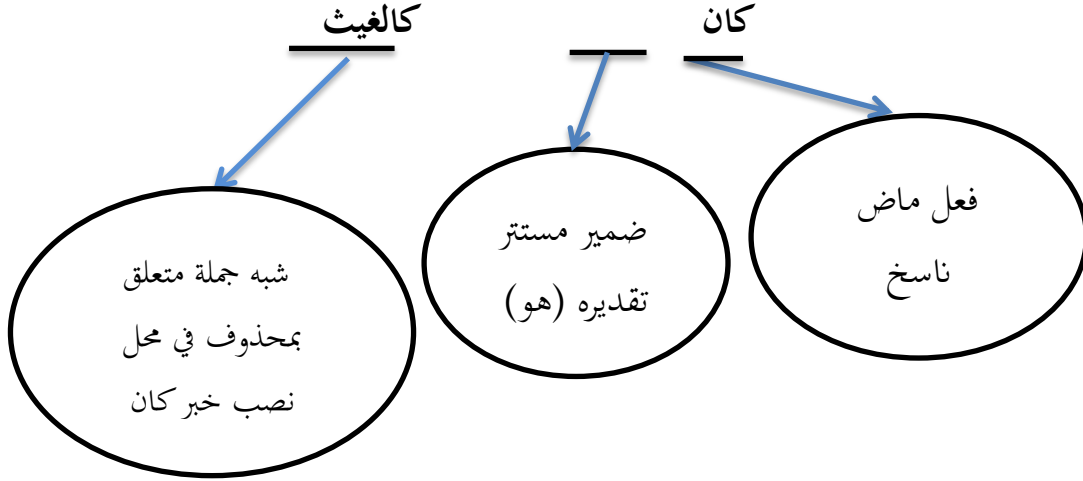 كان كالغيث
فعل ماض
ناسخ
ضمير مستتر
تقديره (هو)
شبه جملة متعلق
بمحذوف في محل
نصب خبر كان